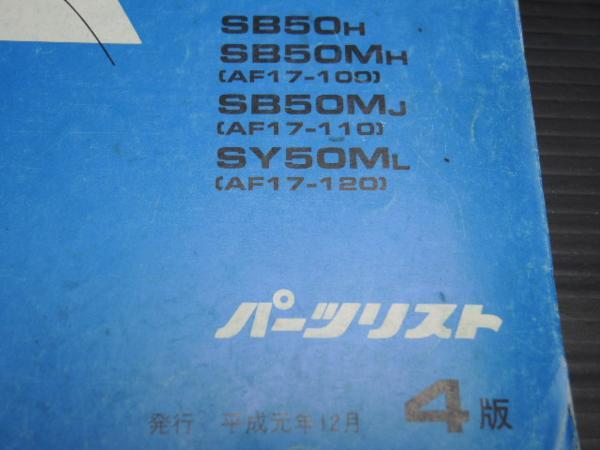 SB50H
SB50MH
(AF17-100)
SB50MJ
(AF17-110)
SY50ML
(AF17-120)
パーツリスト
発行 平成元年12月 4版